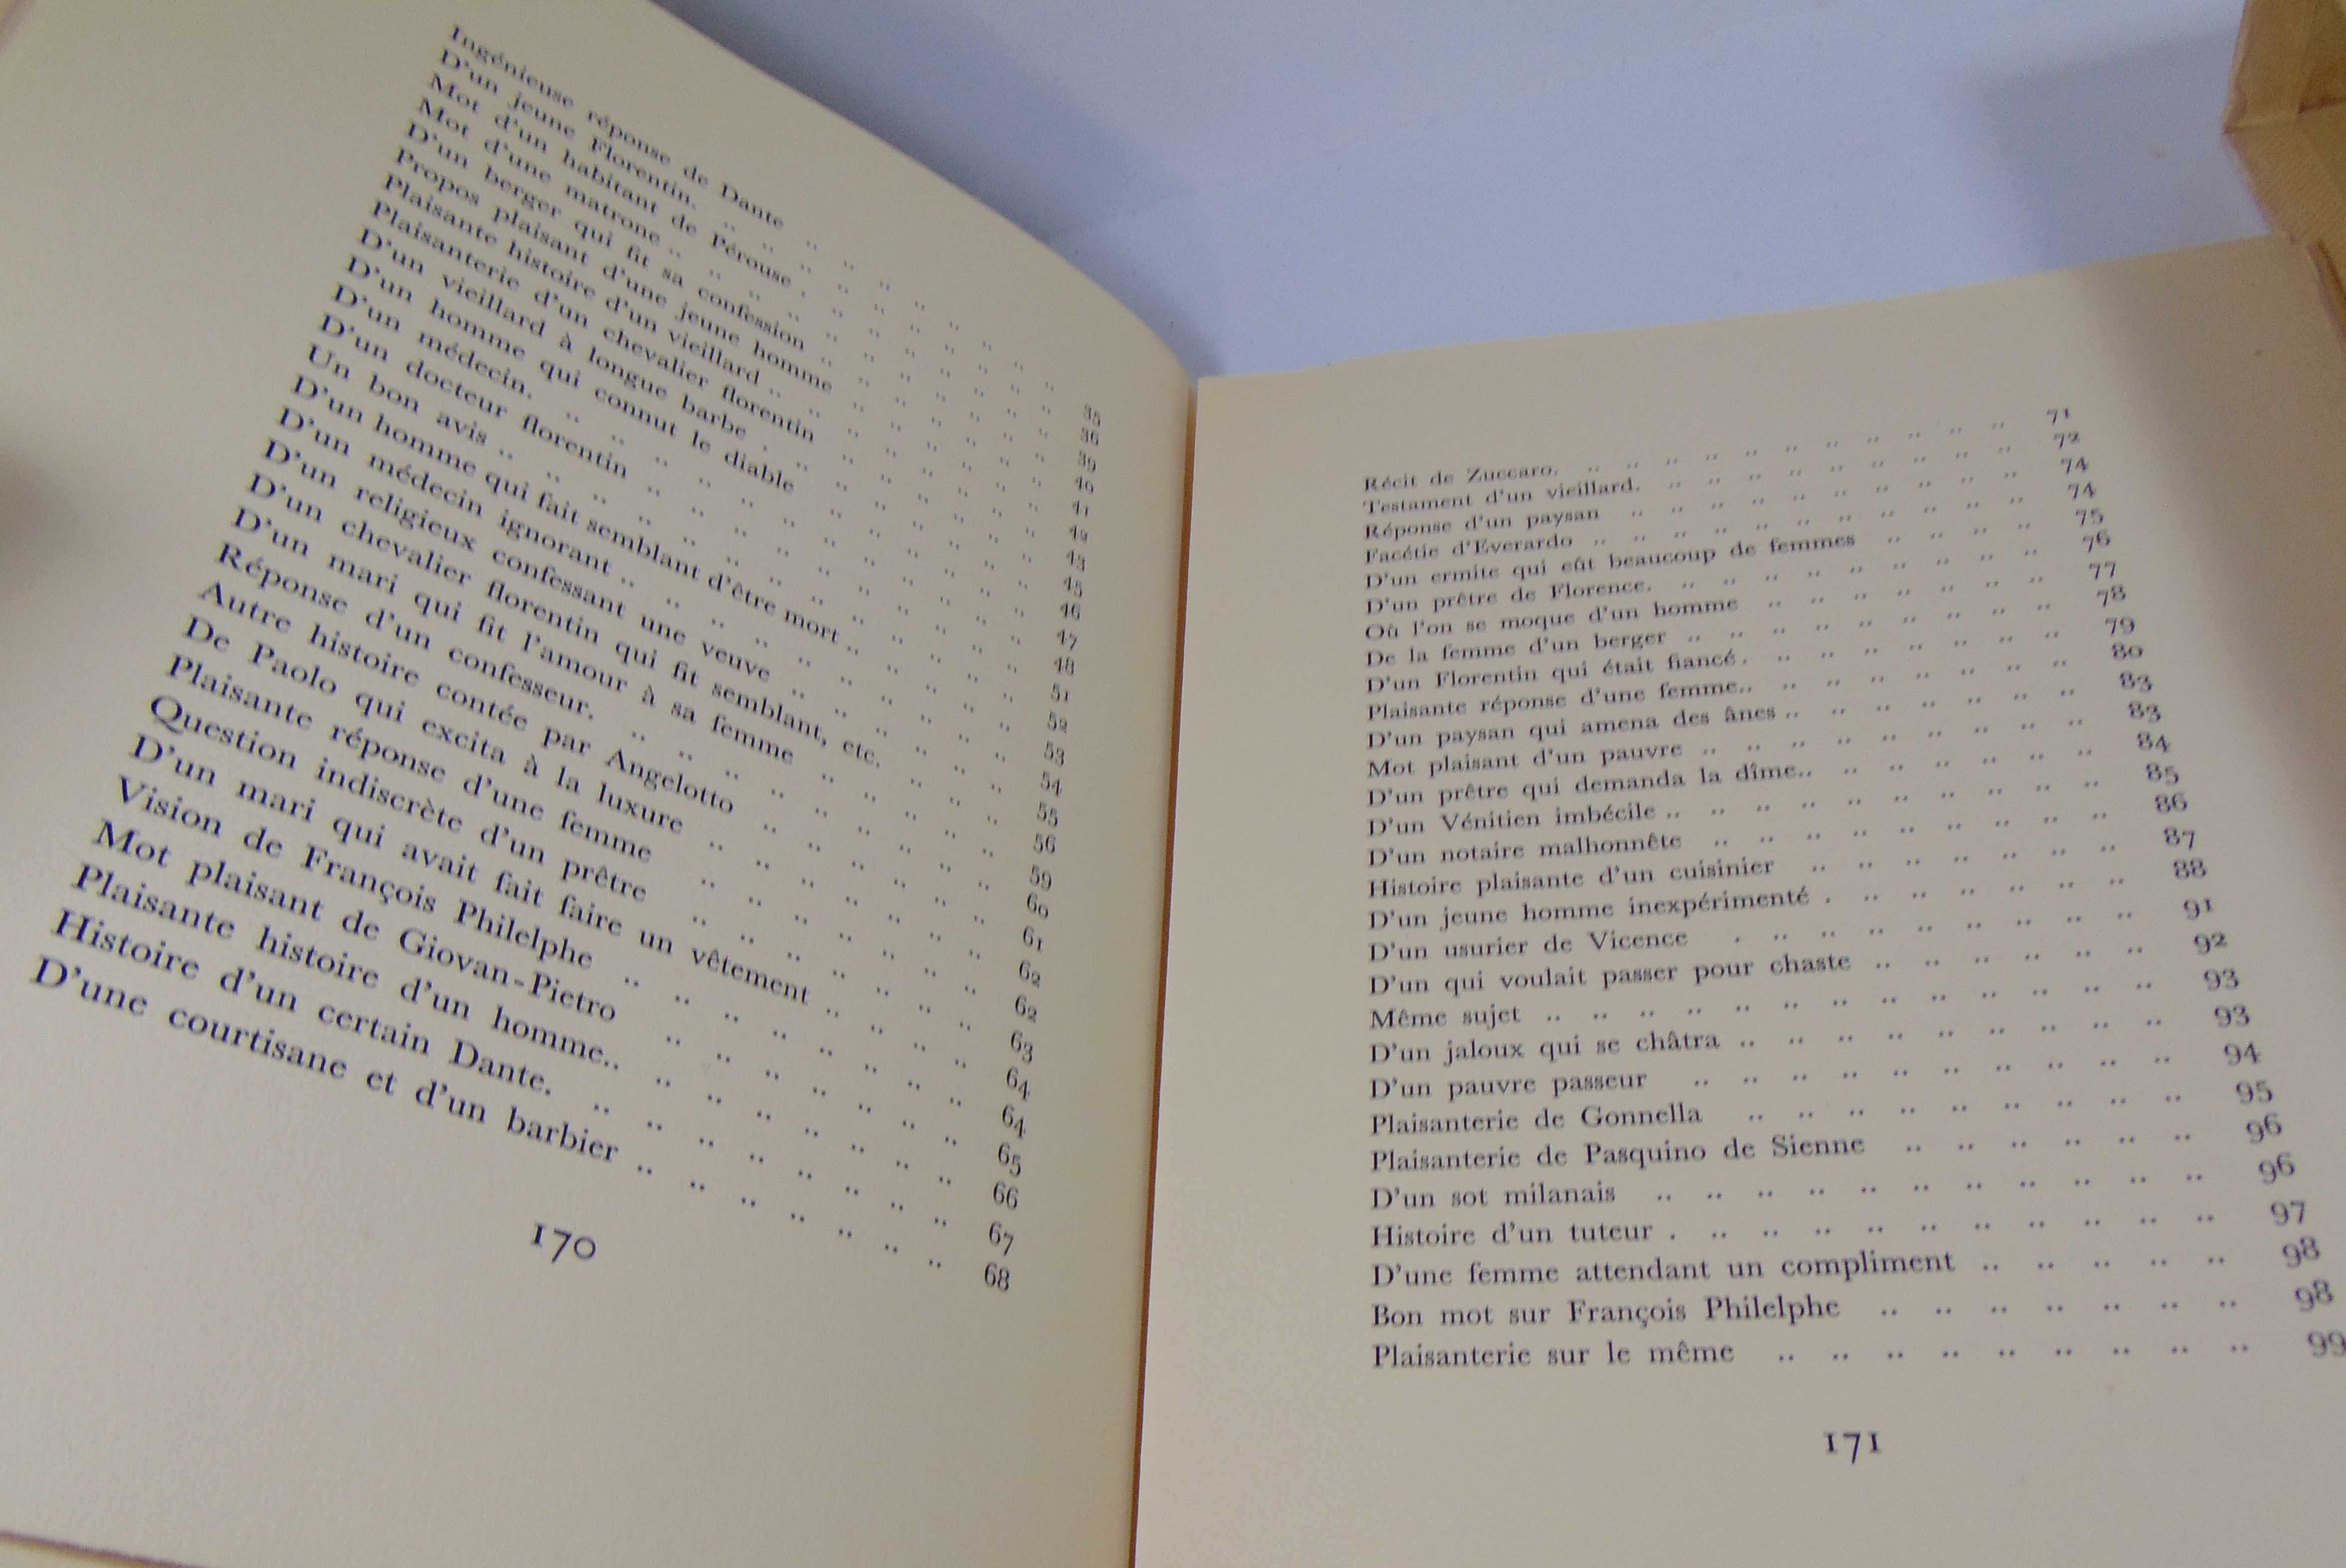 Ingénieuse réponse de Dante .. .. .. .. .. .. .. .. 35
D'un jeune Florentin. .. .. .. .. .. .. .. .. .. .. 36
Mot d'un habitant de Pérouse . .. .. .. .. .. .. .. 39
Mot d'une matrone .. .. .. .. .. .. .. .. .. .. .. 40
D'un berger qui fit sa confession .. .. .. .. .. .. .. 41
Propos plaisant d'une jeune homme .. .. .. .. .. .. 42
Plaisante histoire d'un vieillard .. .. .. .. .. .. .. .. 43
Plaisanterie d'un chevalier florentin .. .. .. .. .. .. 45
D'un vieillard à longue barbe . .. .. .. .. .. .. .. 46
D'un homme qui connut le diable .. .. .. .. .. .. .. 47
D'un médecin. .. .. .. .. .. .. .. .. .. .. .. .. 48
D'un docteur florentin .. .. .. .. .. .. .. .. .. .. 51
Un bon avis .. .. .. .. .. .. .. .. .. .. .. .. 52
D'un homme qui fait semblant d'être mort .. .. .. .. 53
D'un médecin ignorant .. .. .. .. .. .. .. .. .. .. 54
D'un religieux confessant une veuve .. .. .. .. .. .. 55
D'un chevalier florentin qui fit semblant, etc. .. .. .. 56
D'un mari qui fit l'amour à sa femme .. .. .. .. .. 59
Réponse d'un confesseur. .. .. .. .. .. .. .. .. .. 60
Autre histoire contée par Angelotto .. .. .. .. .. .. 61
De Paolo qui excita à la luxure .. .. .. .. .. .. .. 62
Plaisante réponse d'une femme .. .. .. .. .. .. .. 62
Question indiscrète d'un prêtre .. .. .. .. .. .. .. 63
D'un mari qui avait fait faire un vêtement .. .. .. .. 64
Vision de François Philelphe .. .. .. .. .. .. .. .. 64
Mot plaisant de Giovan-Pietro .. .. .. .. .. .. .. 65
Plaisante histoire d'un homme.. .. .. .. .. .. .. .. 66
Histoire d'un certain Dante. .. .. .. .. .. .. .. .. 67
D'une courtisane et d'un barbier .. .. .. .. .. .. .. 68
170
Récit de Zuccaro. .. .. .. .. .. .. .. .. .. .. .. 71
Testament d'un vieillard. .. .. .. .. .. .. .. .. .. 72
Réponse d'un paysan .. .. .. .. .. .. .. .. .. .. 74
Facétie d'Everardo .. .. .. .. .. .. .. .. .. .. .. 74
D'un ermite qui eût beaucoup de femmes .. .. .. .. 75
D'un prêtre de Florence. .. .. .. .. .. .. .. .. .. 76
Où l'on se moque d'un homme .. .. .. .. .. .. .. 77
De la femme d'un berger .. .. .. .. .. .. .. .. .. 78
D'un Florentin qui était fiancé. .. .. .. .. .. .. .. 79
Plaisante réponse d'une femme.. .. .. .. .. .. .. .. 80
D'un paysan qui amena des ânes .. .. .. .. .. .. .. 83
Mot plaisant d'un pauvre .. .. .. .. .. .. .. .. .. 83
D'un prêtre qui demanda la dîme.. .. .. .. .. .. .. 84
D'un Vénitien imbécile .. .. .. .. .. .. .. .. .. .. 85
D'un notaire malhonnête .. .. .. .. .. .. .. .. .. 86
Histoire plaisante d'un cuisinier .. .. .. .. .. .. .. 87
D'un jeune homme inexpérimenté . .. .. .. .. .. .. 88
D'un usurier de Vicence . .. .. .. .. .. .. .. .. 91
D'un qui voulait passer pour chaste .. .. .. .. .. .. 92
Même sujet .. .. .. .. .. .. .. .. .. .. .. .. .. 93
D'un jaloux qui se châtra .. .. .. .. .. .. .. .. .. 93
D'un pauvre passeur .. .. .. .. .. .. .. .. .. .. 94
Plaisanterie de Gonnella .. .. .. .. .. .. .. .. .. 95
Plaisanterie de Pasquino de Sienne .. .. .. .. .. .. 96
D'un sot milanais .. .. .. .. .. .. .. .. .. .. .. 96
Histoire d'un tuteur . .. .. .. .. .. .. .. .. .. .. 97
D'une femme attendant un compliment .. .. .. .. .. 98
Bon mot sur François Philelphe .. .. .. .. .. .. .. 98
Plaisanterie sur le même .. .. .. .. .. .. .. .. .. 99
171